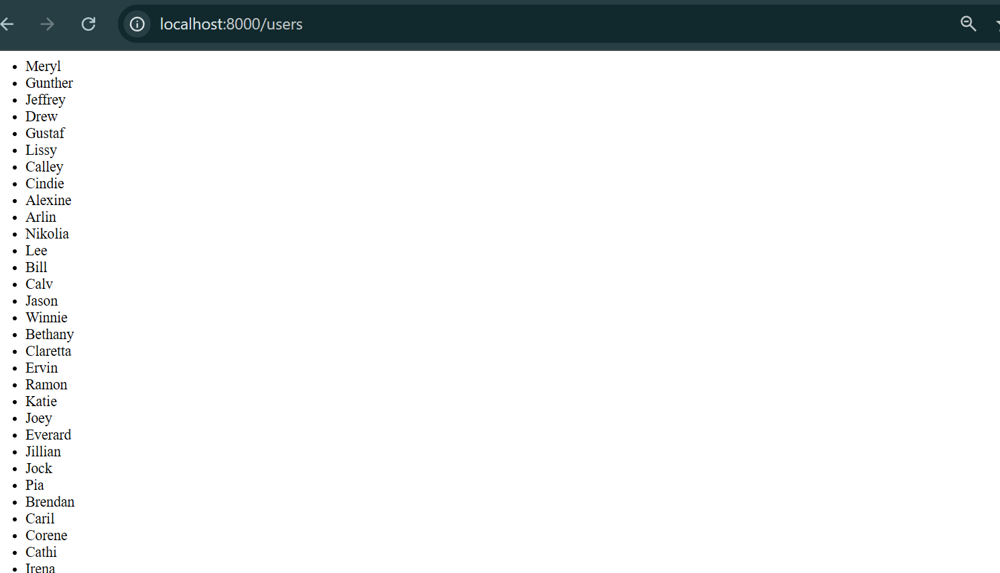 localhost:8000/users
Meryl
Gunther
Jeffrey
Drew
Gustaf
Lissy
Calley
Cindie
Alexine
Arlin
Nikolia
Lee
Bill
Calv
Jason
Winnie
Bethany
Claretta
Ervin
Ramon
Katie
Joey
Everard
Jillian
Jock
Pia
Brendan
Caril
Corene
Cathi
Irena